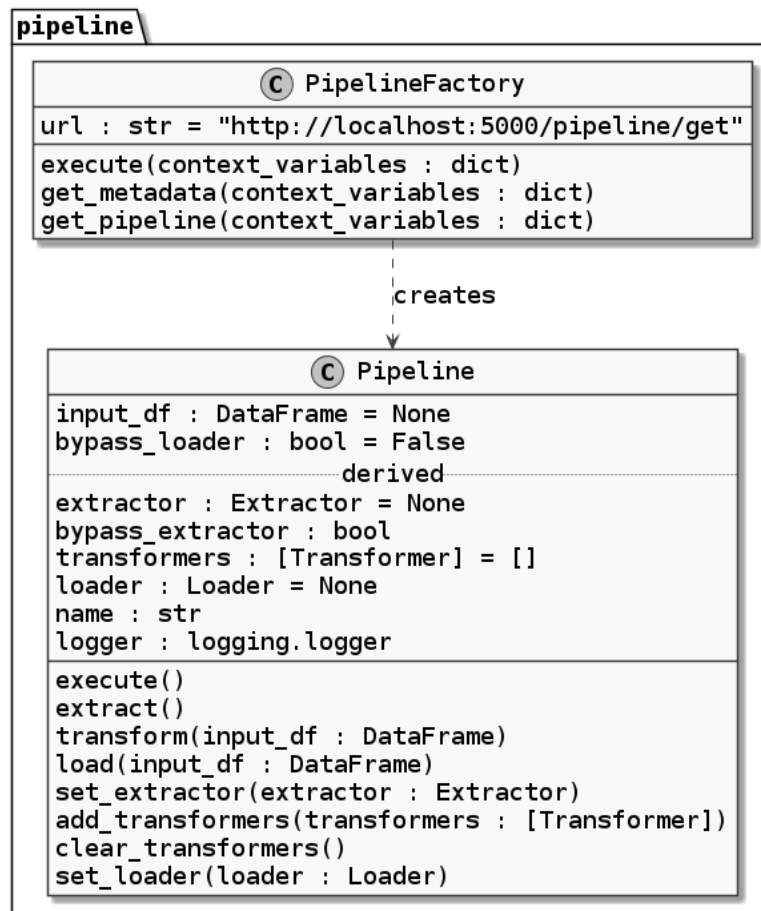 pipeline
C PipelineFactory
url : str = "http://localhost:5000/pipeline/get"
execute(context_variables : dict)
get_metadata(context_variables : dict)
get_pipeline(context_variables : dict)
creates
C Pipeline
input_df : DataFrame = None
bypass_loader : bool = False
derived
extractor : Extractor = None
bypass_extractor : bool
transformers : [Transformer] = []
loader : Loader = None
name : str
logger : logging.logger
execute()
extract()
transform(input_df : DataFrame)
load(input_df : DataFrame)
set_extractor(extractor : Extractor)
add_transformers(transformers : [Transformer])
clear_transformers()
set_loader(loader : Loader)